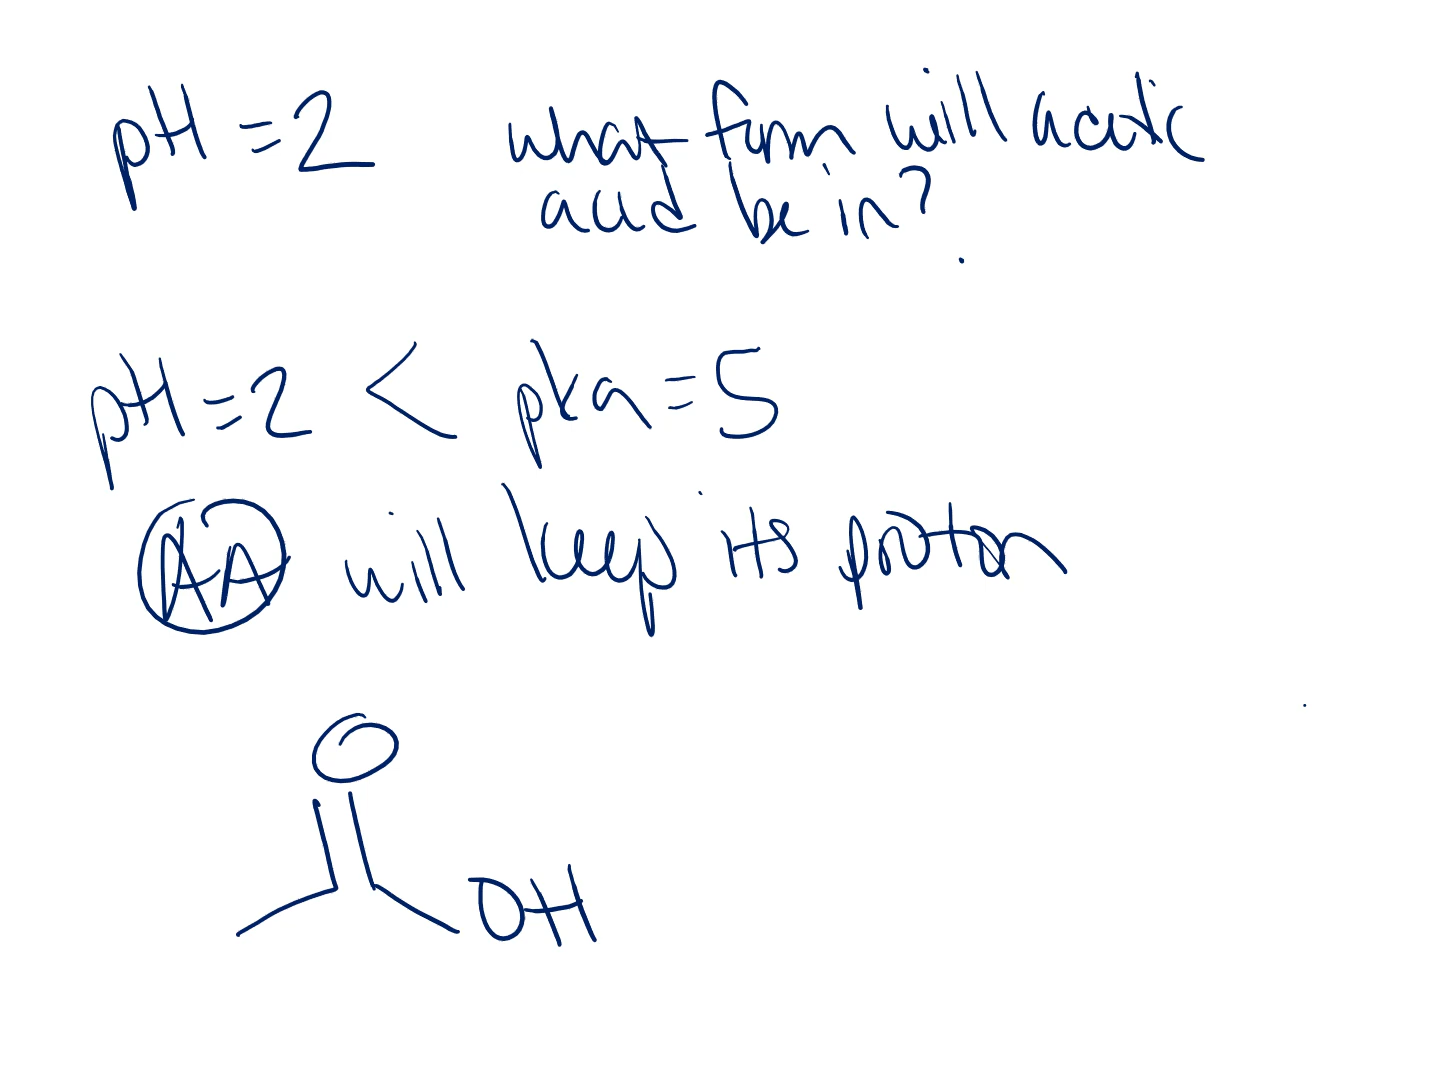 pH = 2 what form will acetic
acid be in?
pH = 2 < pka = 5
AA will keep its proton
O
OH